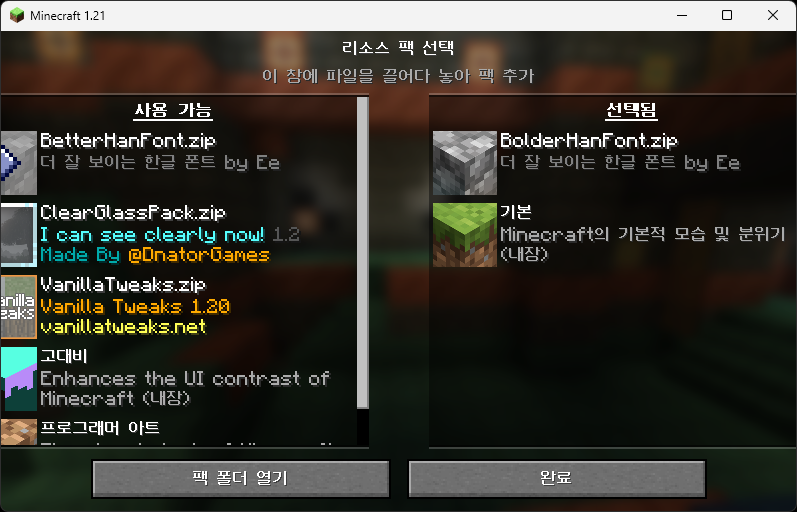 Minecraft 1.21
리소스 팩 선택
이 창에 파일을 끌어다 놓아 팩 추가
사용 가능
BetterHanFont.zip
더 잘 보이는 한글 폰트 by Ee
ClearGlassPack.zip
I can see clearly now! 1.2
Made By @DnatorGames
anilla
eaks
VanillaTweaks.zip
Vanilla Tweaks 1.20
vanillatweaks.net
고대비
Enhances the UI contrast of
Minecraft (내장)
프로그래머 아트
선택됨
BolderHanFont.zip
더 잘 보이는 한글 폰트 by Ee
기본
Minecraft의 기본적 모습 및 분위기
(내장)
팩 폴더 열기
완료